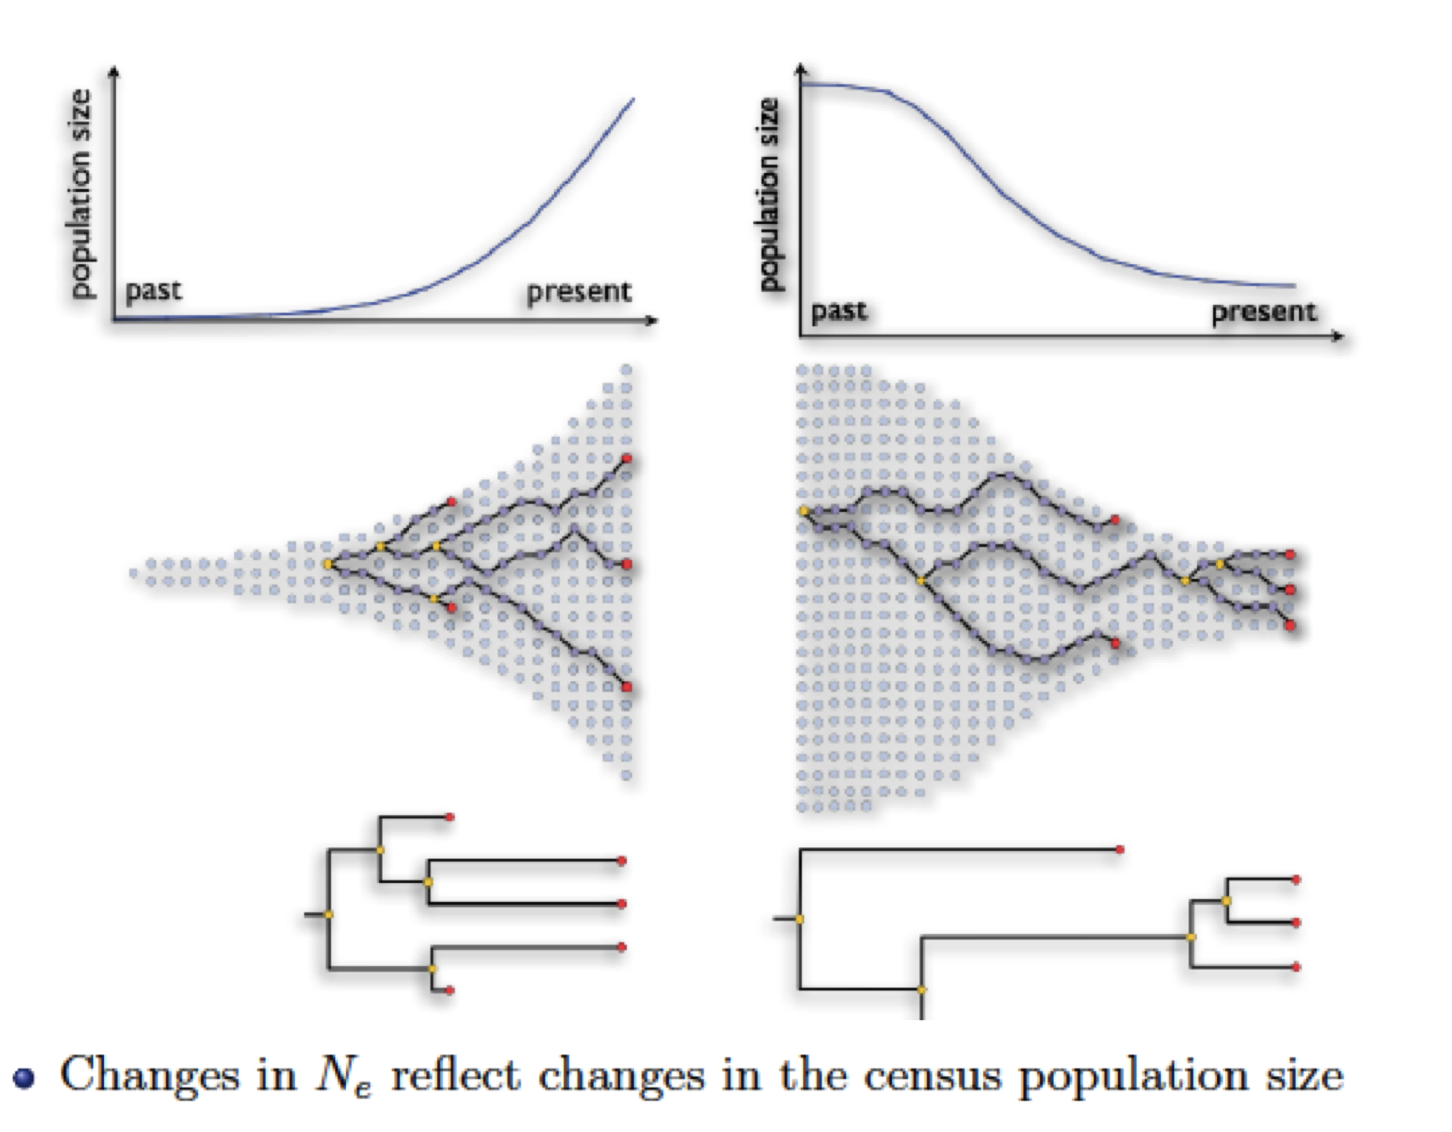 population size
past
present
population size
past
present
Changes in Nₑ reflect changes in the census population size